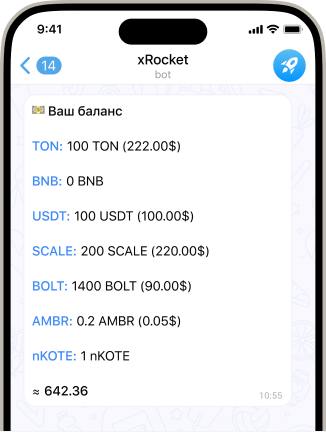 9:41
14
xRocket
bot
Ваш баланс
TON: 100 TON (222.00$)
BNB: 0 BNB
USDT: 100 USDT (100.00$)
SCALE: 200 SCALE (220.00$)
BOLT: 1400 BOLT (90.00$)
AMBR: 0.2 AMBR (0.05$)
nKOTE: 1 nKOTE
≈ 642.36
10:55